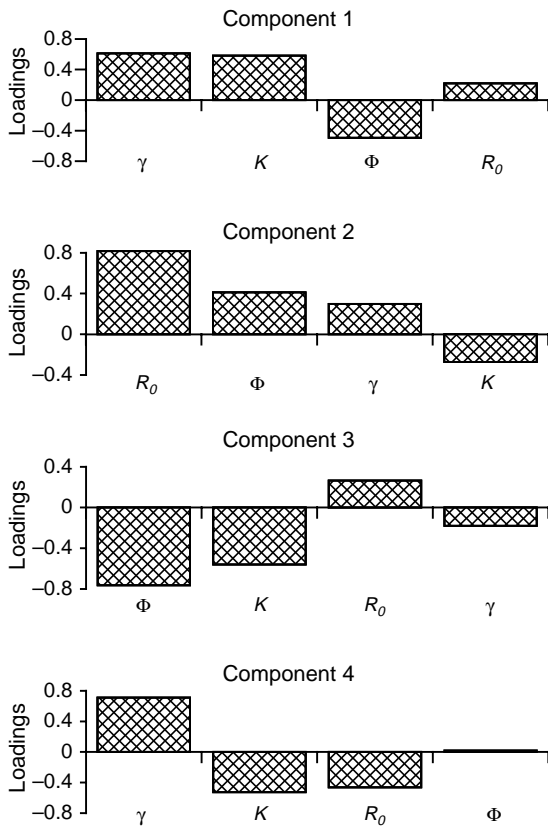 Component 1
Loadings
0.8
0.4
0
–0.4
–0.8
γ K Φ R₀
Component 2
Loadings
0.8
0.4
0
–0.4
R₀ Φ γ K
Component 3
Loadings
0.4
0
–0.4
–0.8
Φ K R₀ γ
Component 4
Loadings
0.8
0.4
0
–0.4
–0.8
γ K R₀ Φ